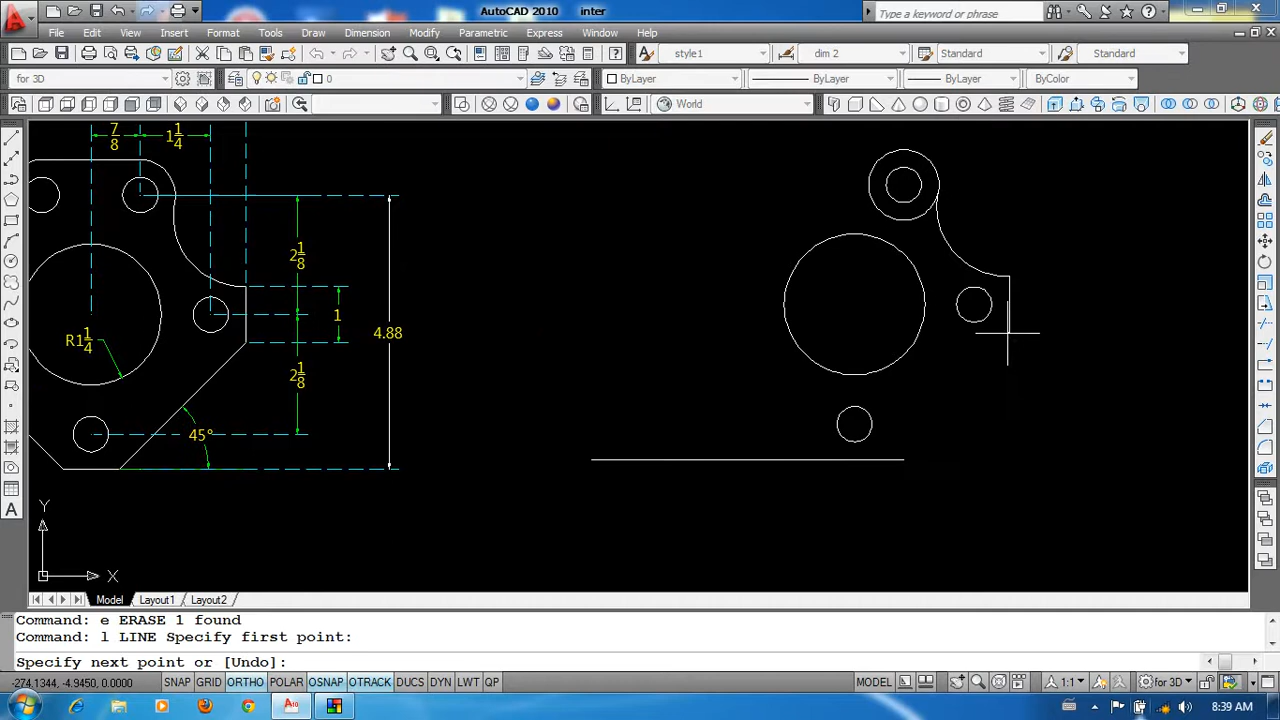 AutoCAD 2010 inter
Type a keyword or phrase
File Edit View Insert Format Tools Draw Dimension Modify Parametric Express Window Help
style1 dim 2 Standard Standard
for 3D 0 ByLayer ByLayer ByLayer ByColor
World
7/8 1 1/4
2 1/8
1
4.88
R1 1/4
2 1/8
45°
Y
X
Model Layout1 Layout2
Command: e ERASE 1 found
Command: l LINE Specify first point:
Specify next point or [Undo]:
-274.1344, -4.9450, 0.0000 SNAP GRID ORTHO POLAR OSNAP OTRACK DUCS DYN LWT QP MODEL 1:1 for 3D
8:39 AM